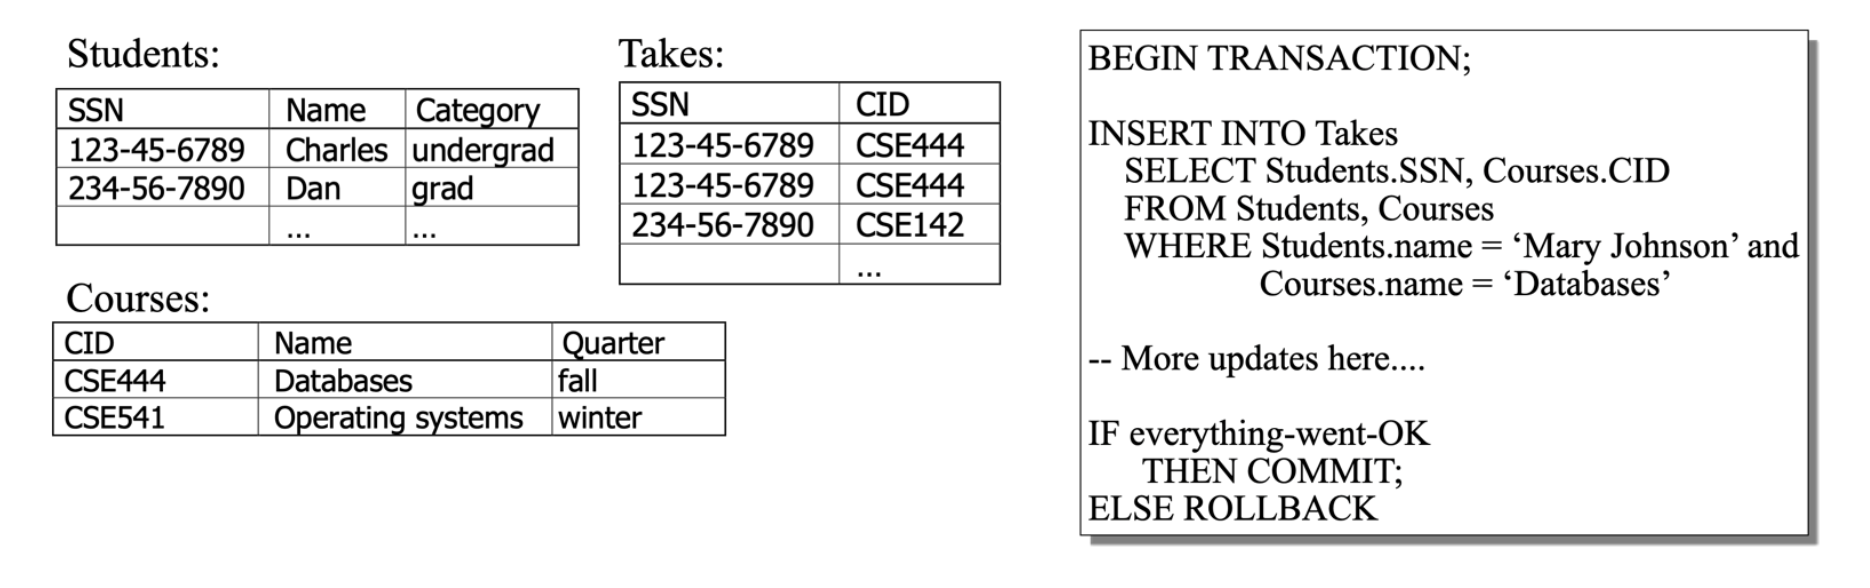 Students:
SSN Name Category
123-45-6789 Charles undergrad
234-56-7890 Dan grad
... ...
Takes:
SSN CID
123-45-6789 CSE444
123-45-6789 CSE444
234-56-7890 CSE142
...
Courses:
CID Name Quarter
CSE444 Databases fall
CSE541 Operating systems winter
BEGIN TRANSACTION;
INSERT INTO Takes
SELECT Students.SSN, Courses.CID
FROM Students, Courses
WHERE Students.name = ‘Mary Johnson’ and
Courses.name = ‘Databases’
-- More updates here....
IF everything-went-OK
THEN COMMIT;
ELSE ROLLBACK